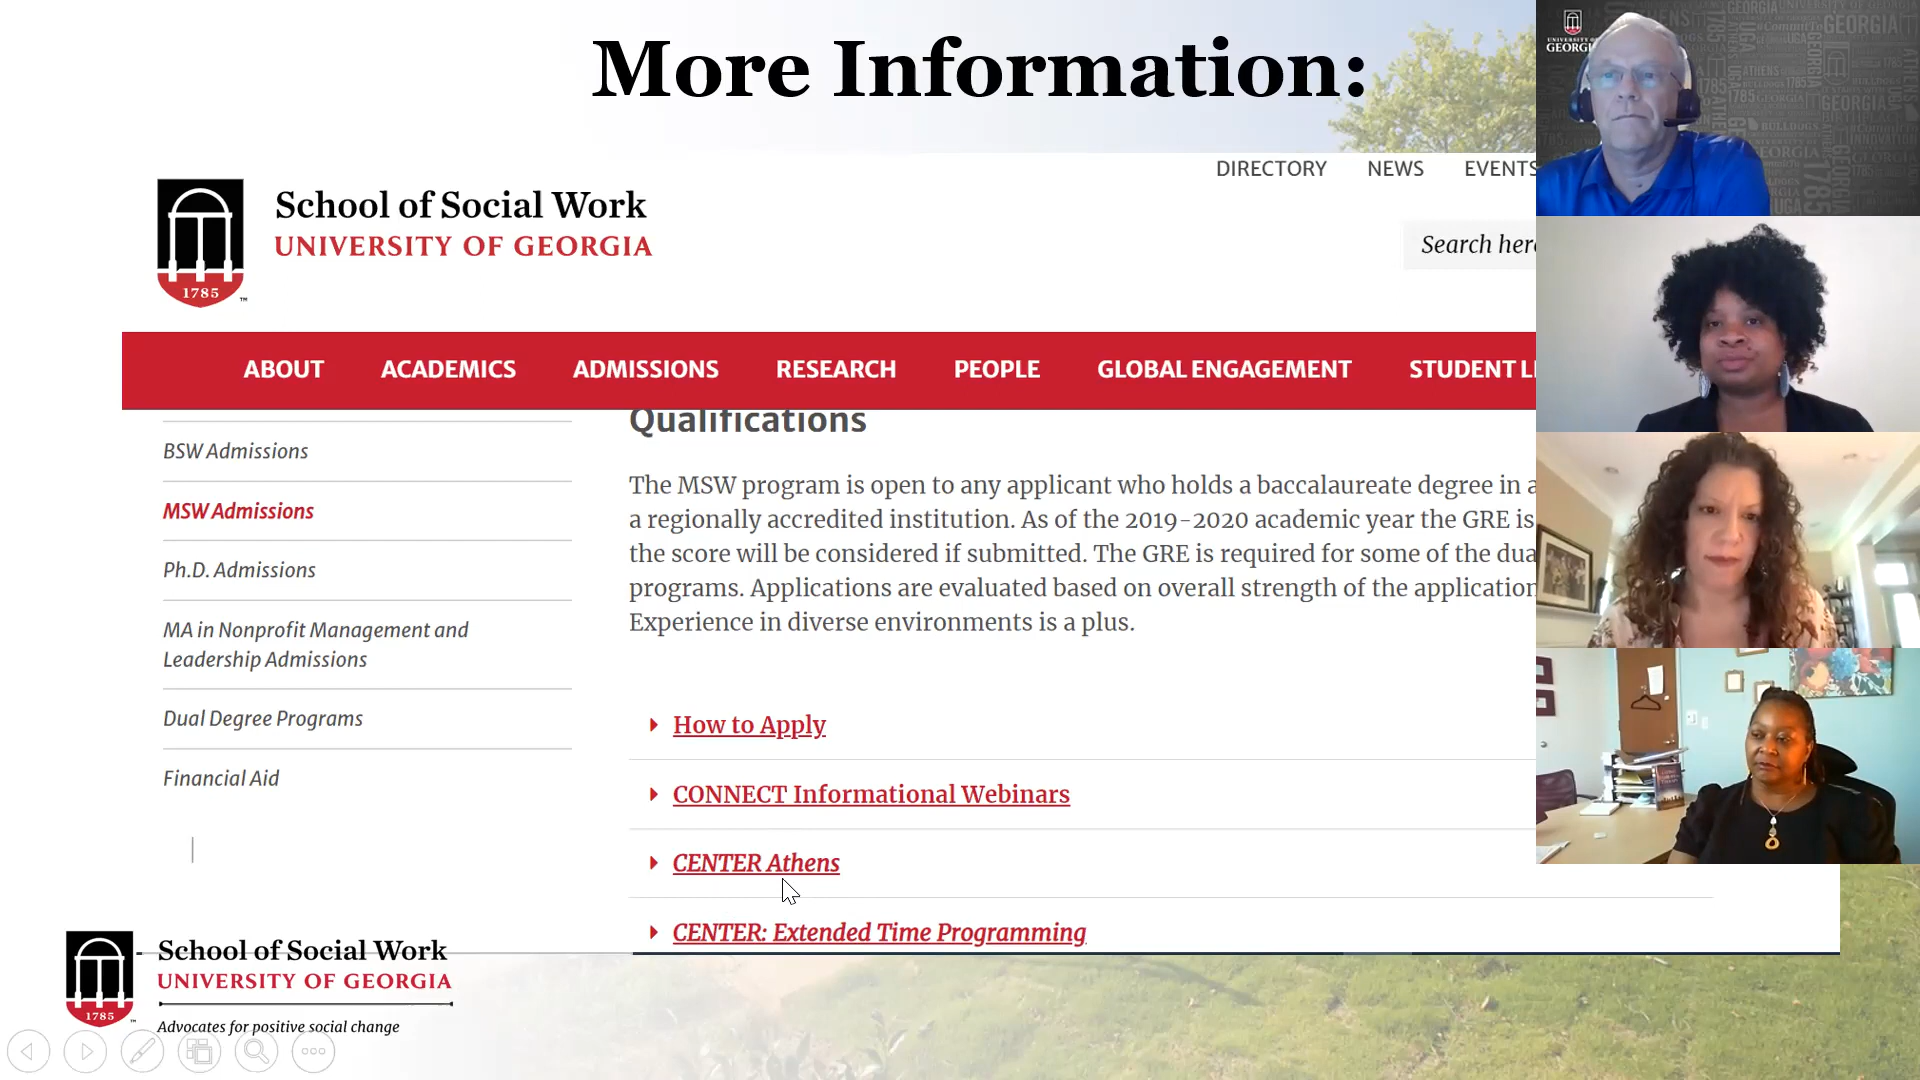 More Information:
DIRECTORY NEWS EVENTS
School of Social Work
UNIVERSITY OF GEORGIA
1785
™
Search here
ABOUT ACADEMICS ADMISSIONS RESEARCH PEOPLE GLOBAL ENGAGEMENT STUDENT LI
Qualifications
BSW Admissions
MSW Admissions
Ph.D. Admissions
MA in Nonprofit Management and
Leadership Admissions
Dual Degree Programs
Financial Aid
The MSW program is open to any applicant who holds a baccalaureate degree in a
a regionally accredited institution. As of the 2019-2020 academic year the GRE is
the score will be considered if submitted. The GRE is required for some of the dua
programs. Applications are evaluated based on overall strength of the application
Experience in diverse environments is a plus.
How to Apply
CONNECT Informational Webinars
CENTER Athens
CENTER: Extended Time Programming
School of Social Work
UNIVERSITY OF GEORGIA
1785
Advocates for positive social change
UNIVERSITY OF
GEORGIA